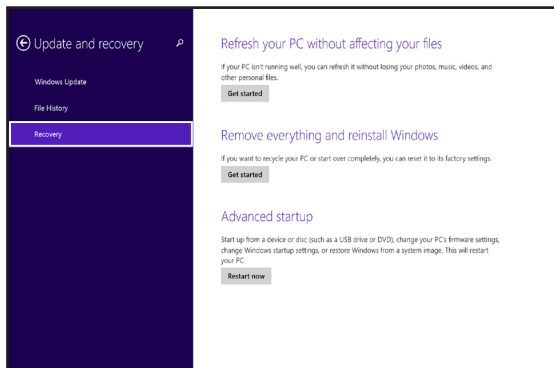 Update and recovery
Windows Update
File History
Recovery
Refresh your PC without affecting your files
If your PC isn't running well, you can refresh it without losing your photos, music, videos, and
other personal files.
Get started
Remove everything and reinstall Windows
If you want to recycle your PC or start over completely, you can reset it to its factory settings.
Get started
Advanced startup
Start up from a device or disc (such as a USB drive or DVD), change your PC's firmware settings,
change Windows startup settings, or restore Windows from a system image. This will restart
your PC.
Restart now